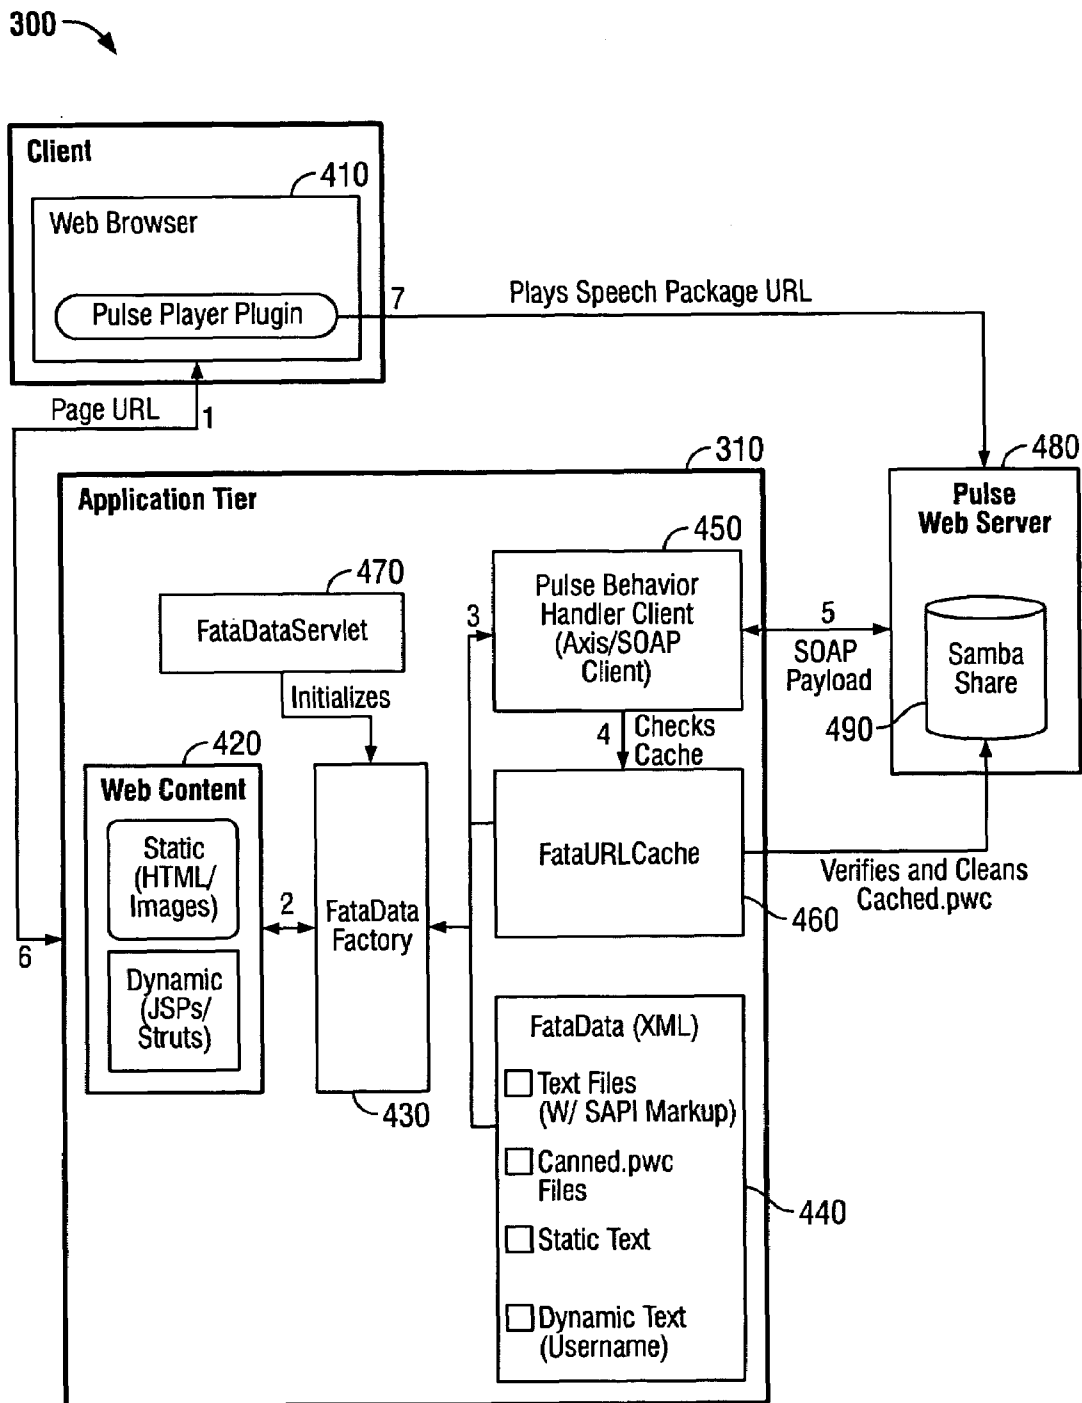 300
Client
410
Web Browser
Pulse Player Plugin
7
Plays Speech Package URL
Page URL
1
310
480
Application Tier
Pulse
Web Server
450
470
Pulse Behavior
Handler Client
(Axis/SOAP
Client)
3
5
FataDataServlet
SOAP
Payload
Samba
Share
Initializes
490
4
Checks
Cache
420
Web Content
Static
(HTML/
Images)
FataURLCache
Verifies and Cleans
Cached.pwc
2
FataData
Factory
460
6
Dynamic
(JSPs/
Struts)
FataData (XML)
430
Text Files
(W/ SAPI Markup)
Canned.pwc
Files
440
Static Text
Dynamic Text
(Username)